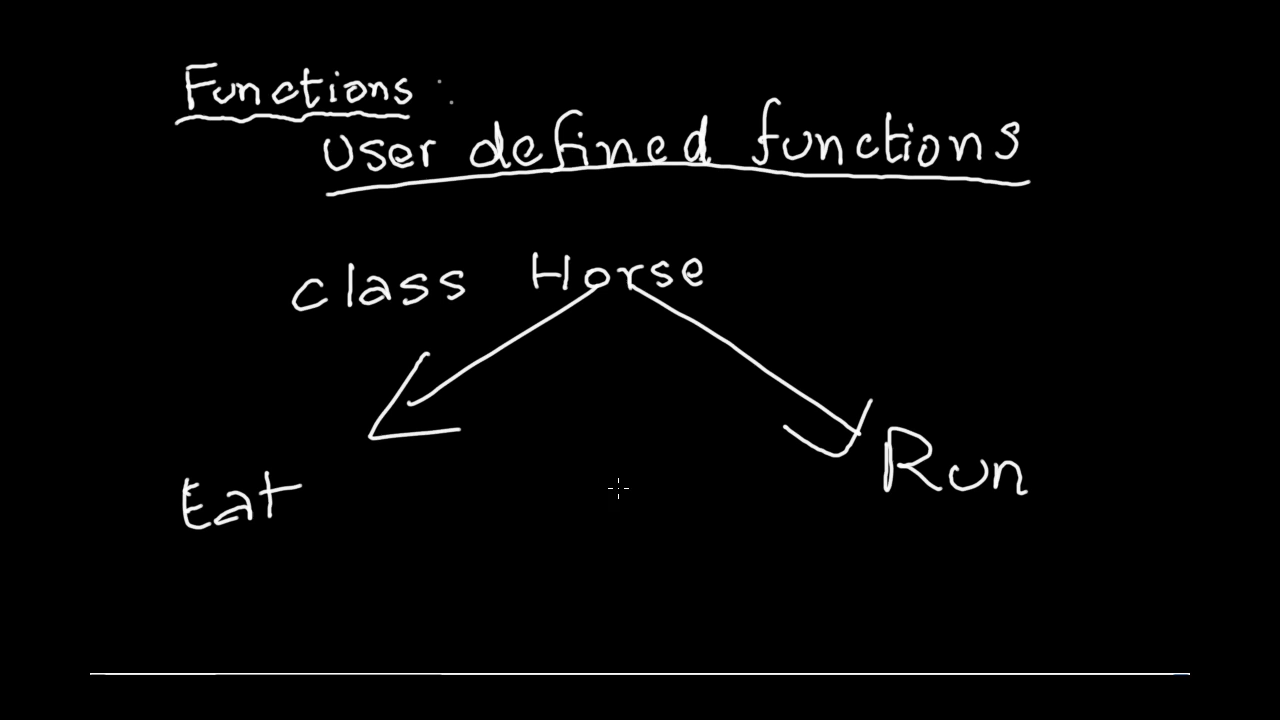 Functions :
User defined functions
class Horse
Eat
Run